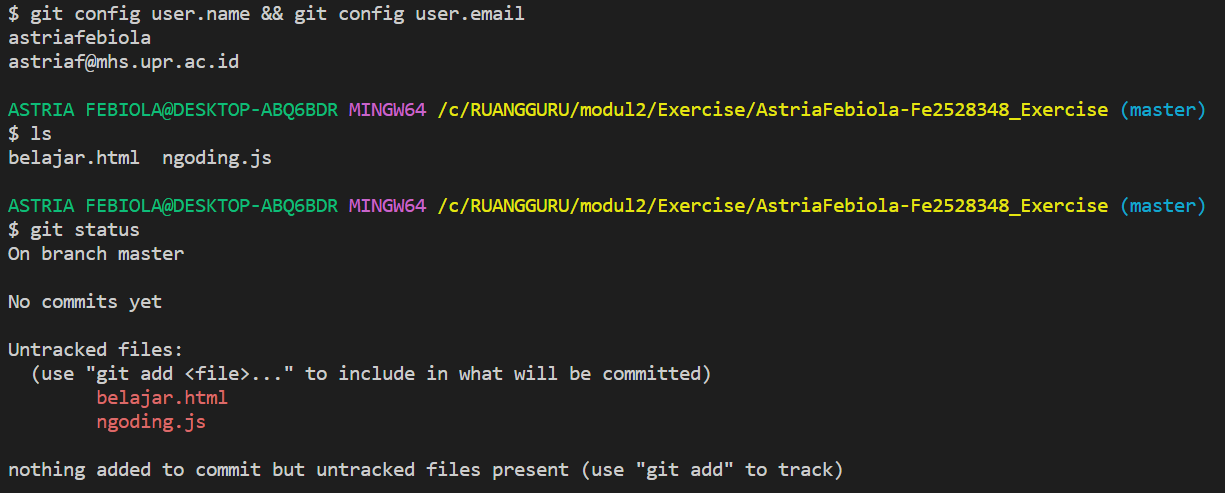 $ git config user.name && git config user.email
astriafebiola
astriaf@mhs.upr.ac.id
ASTRIA FEBIOLA@DESKTOP-ABQ6BDR MINGW64 /c/RUANGGURU/modul2/Exercise/AstriaFebiola-Fe2528348_Exercise (master)
$ ls
belajar.html  ngoding.js
ASTRIA FEBIOLA@DESKTOP-ABQ6BDR MINGW64 /c/RUANGGURU/modul2/Exercise/AstriaFebiola-Fe2528348_Exercise (master)
$ git status
On branch master
No commits yet
Untracked files:
  (use "git add <file>..." to include in what will be committed)
        belajar.html
        ngoding.js
nothing added to commit but untracked files present (use "git add" to track)